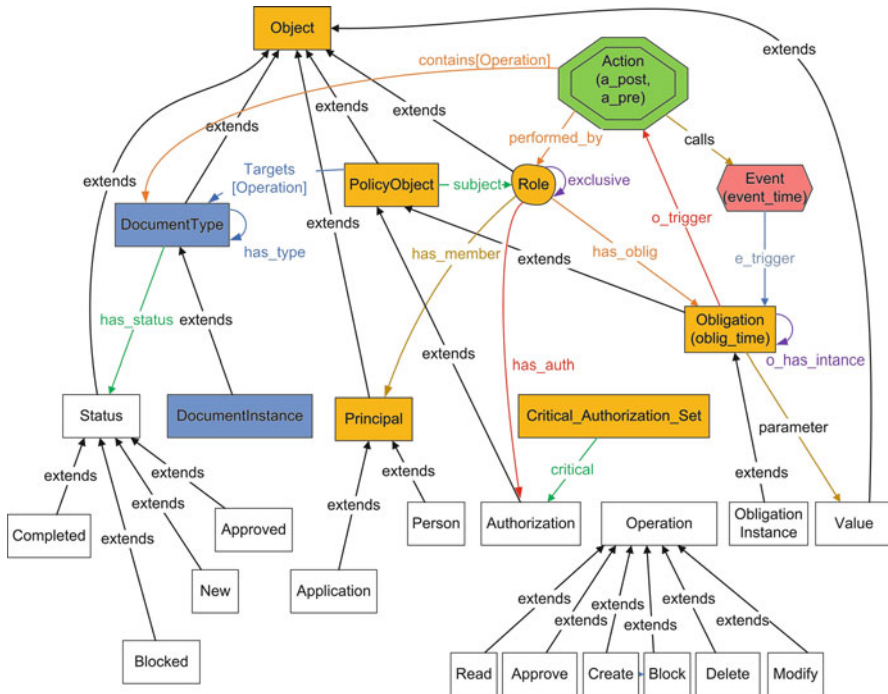 Object
extends
contains[Operation]
Action
(a_post,
a_pre)
extends
extends
extends
performed_by
calls
Targets
[Operation]
PolicyObject
subject
Role
exclusive
Event
(event_time)
extends
DocumentType
extends
o_trigger
has_type
has_member
has_oblig
extends
e_trigger
has_status
extends
Obligation
(oblig_time)
extends
has_auth
o_has_intance
Status
DocumentInstance
Principal
Critical_Authorization_Set
parameter
extends
extends
extends
critical
extends
extends
Completed
Approved
Person
Authorization
Operation
Obligation
Instance
Value
extends
extends
New
Application
extends
extends
extends
extends
extends
extends
Blocked
Read
Approve
Create
Block
Delete
Modify